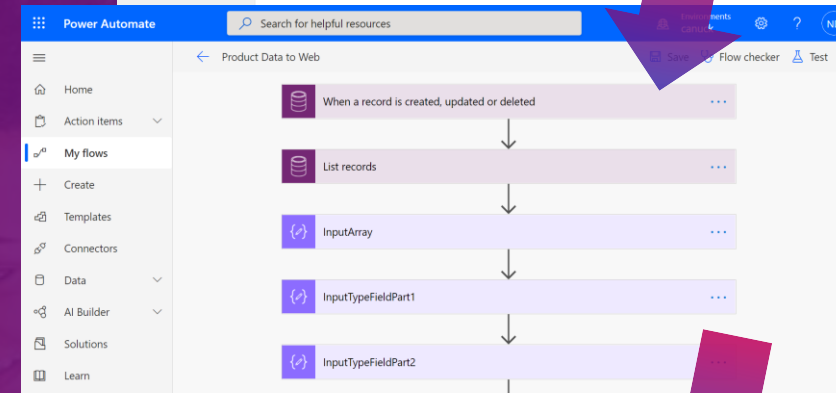 Power Automate
Search for helpful resources
Environments
?
Product Data to Web
Save
Flow checker
Test
Home
Action items
My flows
Create
Templates
Connectors
Data
AI Builder
Solutions
Learn
When a record is created, updated or deleted
List records
InputArray
InputTypeFieldPart1
InputTypeFieldPart2